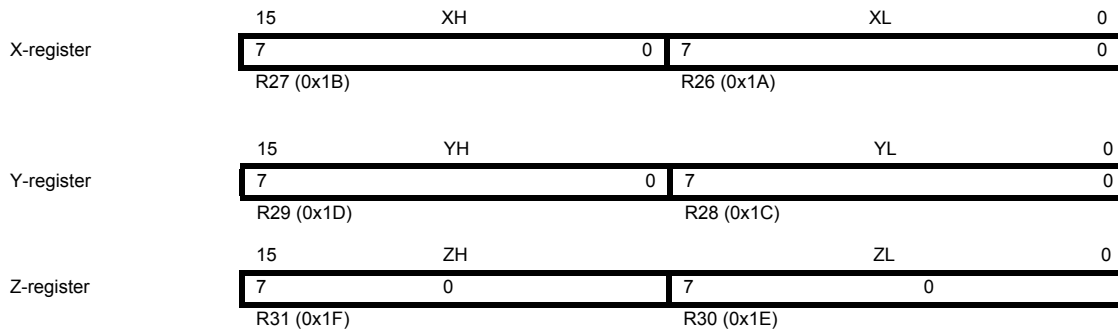 15 XH XL 0
X-register 7 0 7 0
R27 (0x1B) R26 (0x1A)
15 YH YL 0
Y-register 7 0 7 0
R29 (0x1D) R28 (0x1C)
15 ZH ZL 0
Z-register 7 0 7 0
R31 (0x1F) R30 (0x1E)